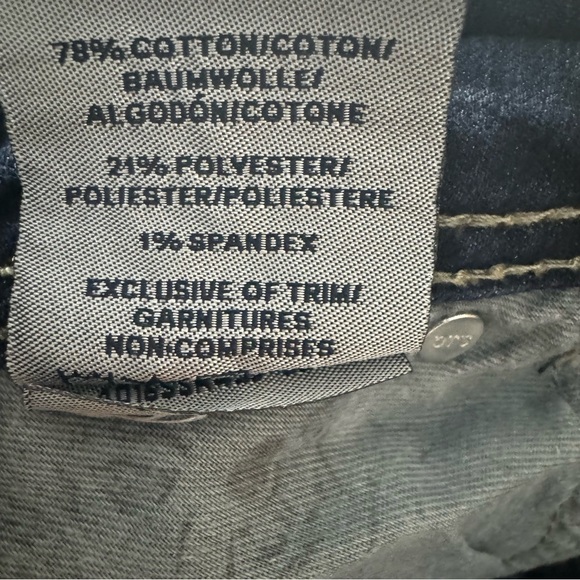 78% COTTON/COTON/
BAUMWOLLE/
ALGODÓN/COTONE
21% POLYESTER/
POLIESTER/POLIESTERE
1% SPANDEX
EXCLUSIVE OF TRIM/
GARNITURES
NON-COMPRISES